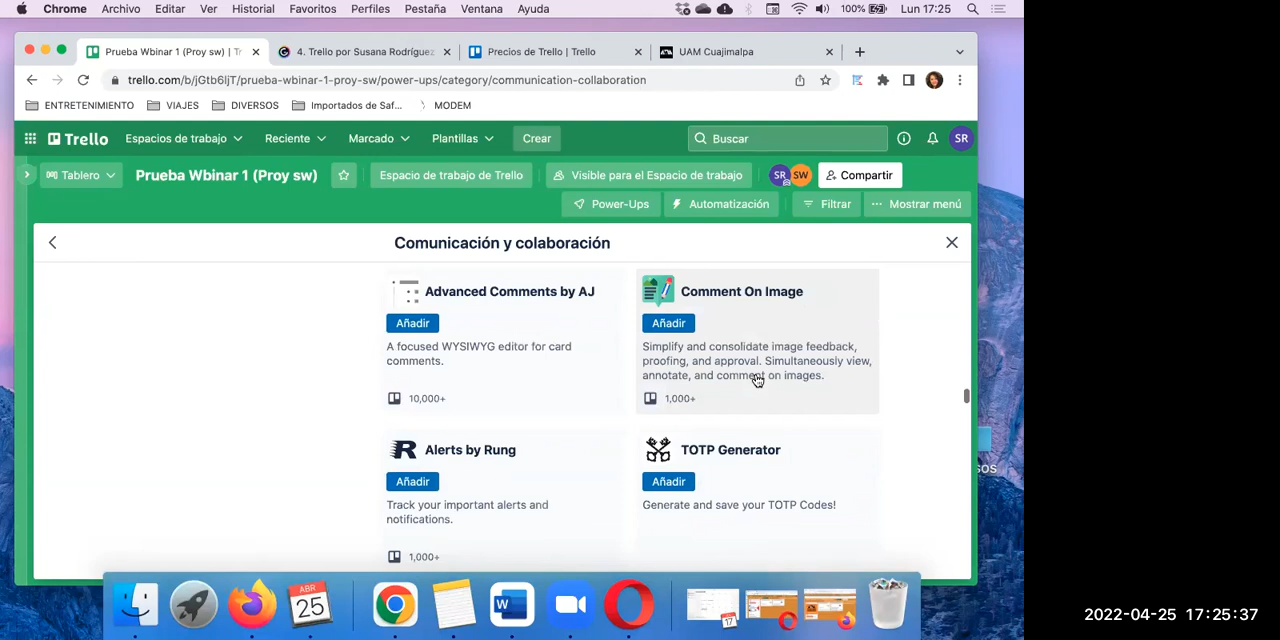 Chrome Archivo Editar Ver Historial Favoritos Perfiles Pestaña Ventana Ayuda 100% Lun 17:25
Prueba Wbinar 1 (Proy sw) | Tr 4. Trello por Susana Rodríguez Precios de Trello | Trello UAM Cuajimalpa
trello.com/b/jGtb6ljT/prueba-wbinar-1-proy-sw/power-ups/category/communication-collaboration
ENTRETENIMIENTO VIAJES DIVERSOS Importados de Saf... MODEM
Trello Espacios de trabajo Reciente Marcado Plantillas Crear Buscar SR
Tablero Prueba Wbinar 1 (Proy sw) Espacio de trabajo de Trello Visible para el Espacio de trabajo SR SW Compartir
Power-Ups Automatización Filtrar Mostrar menú
Comunicación y colaboración
Advanced Comments by AJ
Añadir
A focused WYSIWYG editor for card
comments.
10,000+
Comment On Image
Añadir
Simplify and consolidate image feedback,
proofing, and approval. Simultaneously view,
annotate, and comment on images.
1,000+
Alerts by Rung
Añadir
Track your important alerts and
notifications.
1,000+
TOTP Generator
Añadir
Generate and save your TOTP Codes!
ABR
25
17
2022-04-25 17:25:37